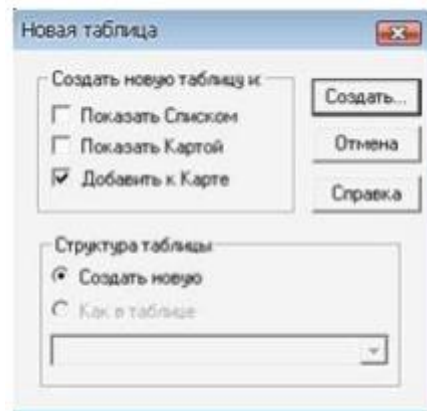 Новая таблица
Создать новую таблицу и:
Показать Списком
Показать Картой
Добавить к Карте
Создать...
Отмена
Справка
Структура таблицы
Создать новую
Как в таблице